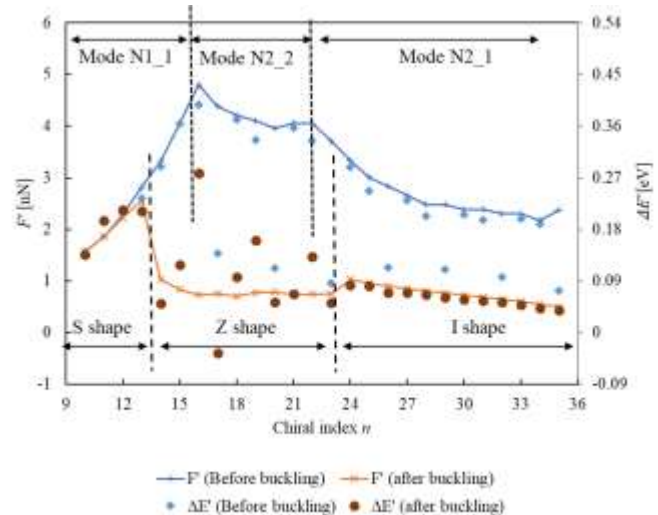 6 0.54
Mode N1_1 Mode N2_2 Mode N2_1
5 0.45
4 0.36
3 0.27
2 0.18
1 0.09
0 0
S shape Z shape I shape
-1 -0.09
9 12 15 18 21 24 27 30 33 36
F' [nN]
ΔE' [eV]
Chiral index n
F' (Before buckling) F' (after buckling)
ΔE' (Before buckling) ΔE' (after buckling)